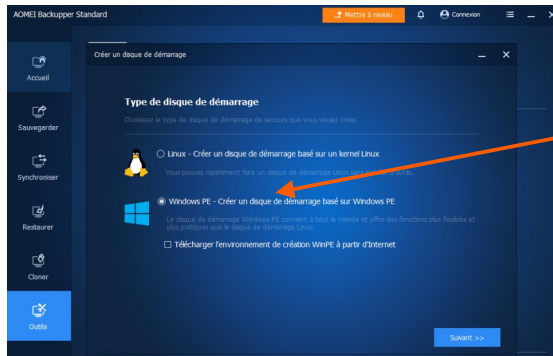 AOMEI Backupper Standard
Mettre à niveau
Connexion
Créer un disque de démarrage
Accueil
Sauvegarder
Synchroniser
Restaurer
Cloner
Outils
Type de disque de démarrage
Choisissez le type de disque de démarrage de secours que vous voulez créer.
Linux - Créer un disque de démarrage basé sur un kernel Linux
Vous pouvez rapidement faire un disque de démarrage Linux sans outils.
Windows PE - Créer un disque de démarrage basé sur Windows PE
Le disque de démarrage Windows PE convient à tout le monde et offre des fonctions plus flexibles et
plus pratiques que le disque de démarrage Linux.
Télécharger l'environnement de création WinPE à partir d'Internet
Suivant >>